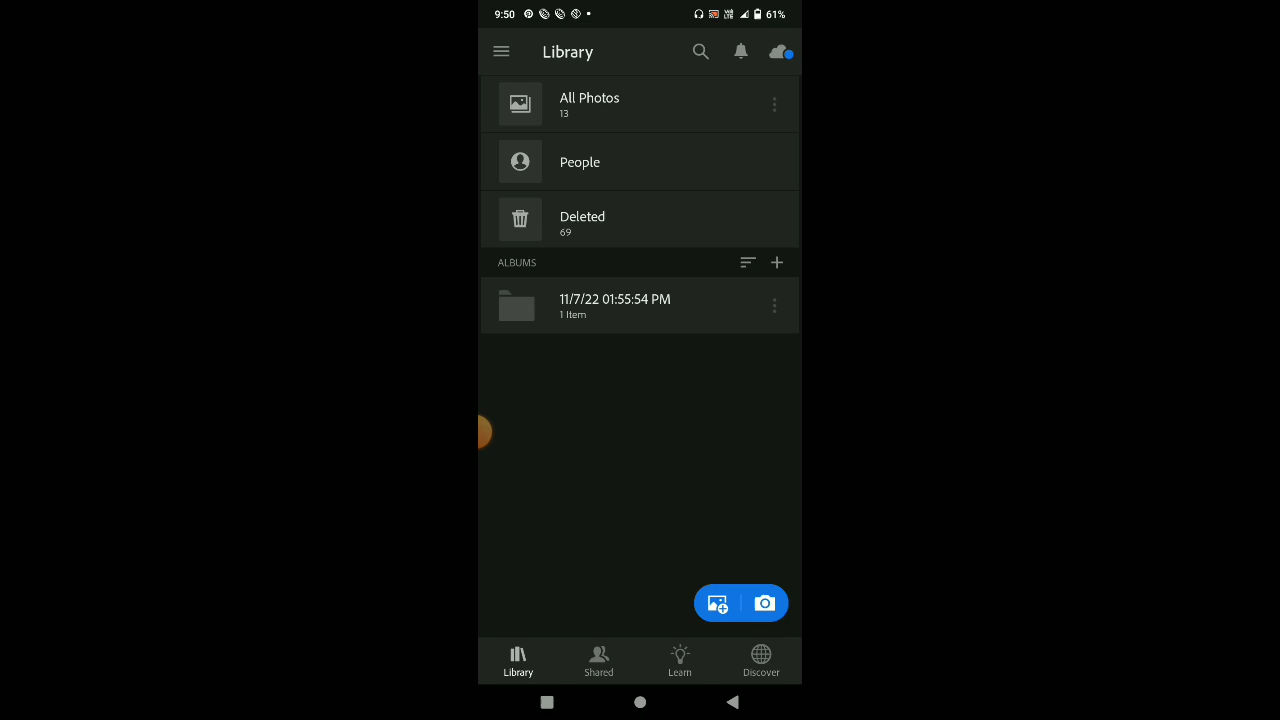 9:50 61%
Library
All Photos
13
People
Deleted
69
ALBUMS
11/7/22 01:55:54 PM
1 Item
Library Shared Learn Discover